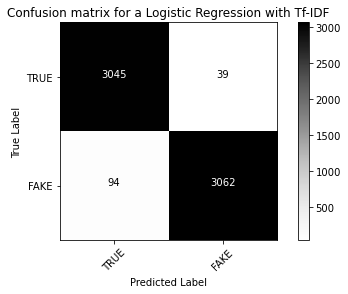 Confusion matrix for a Logistic Regression with Tf-IDF
TRUE 3045 39
FAKE 94 3062
TRUE FAKE
True Label
Predicted Label
3000
2500
2000
1500
1000
500